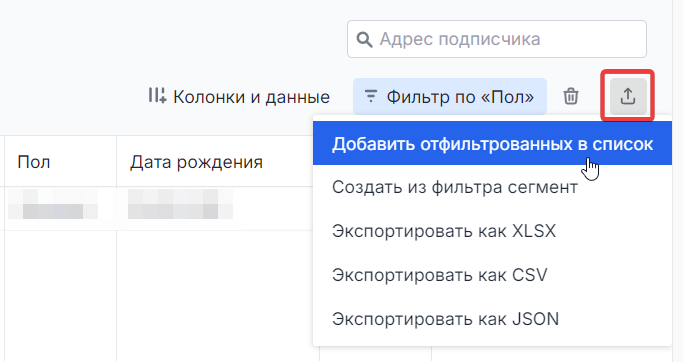 Адрес подписчика
Колонки и данные
Фильтр по «Пол»
Пол
Дата рождения
Добавить отфильтрованных в список
Создать из фильтра сегмент
Экспортировать как XLSX
Экспортировать как CSV
Экспортировать как JSON